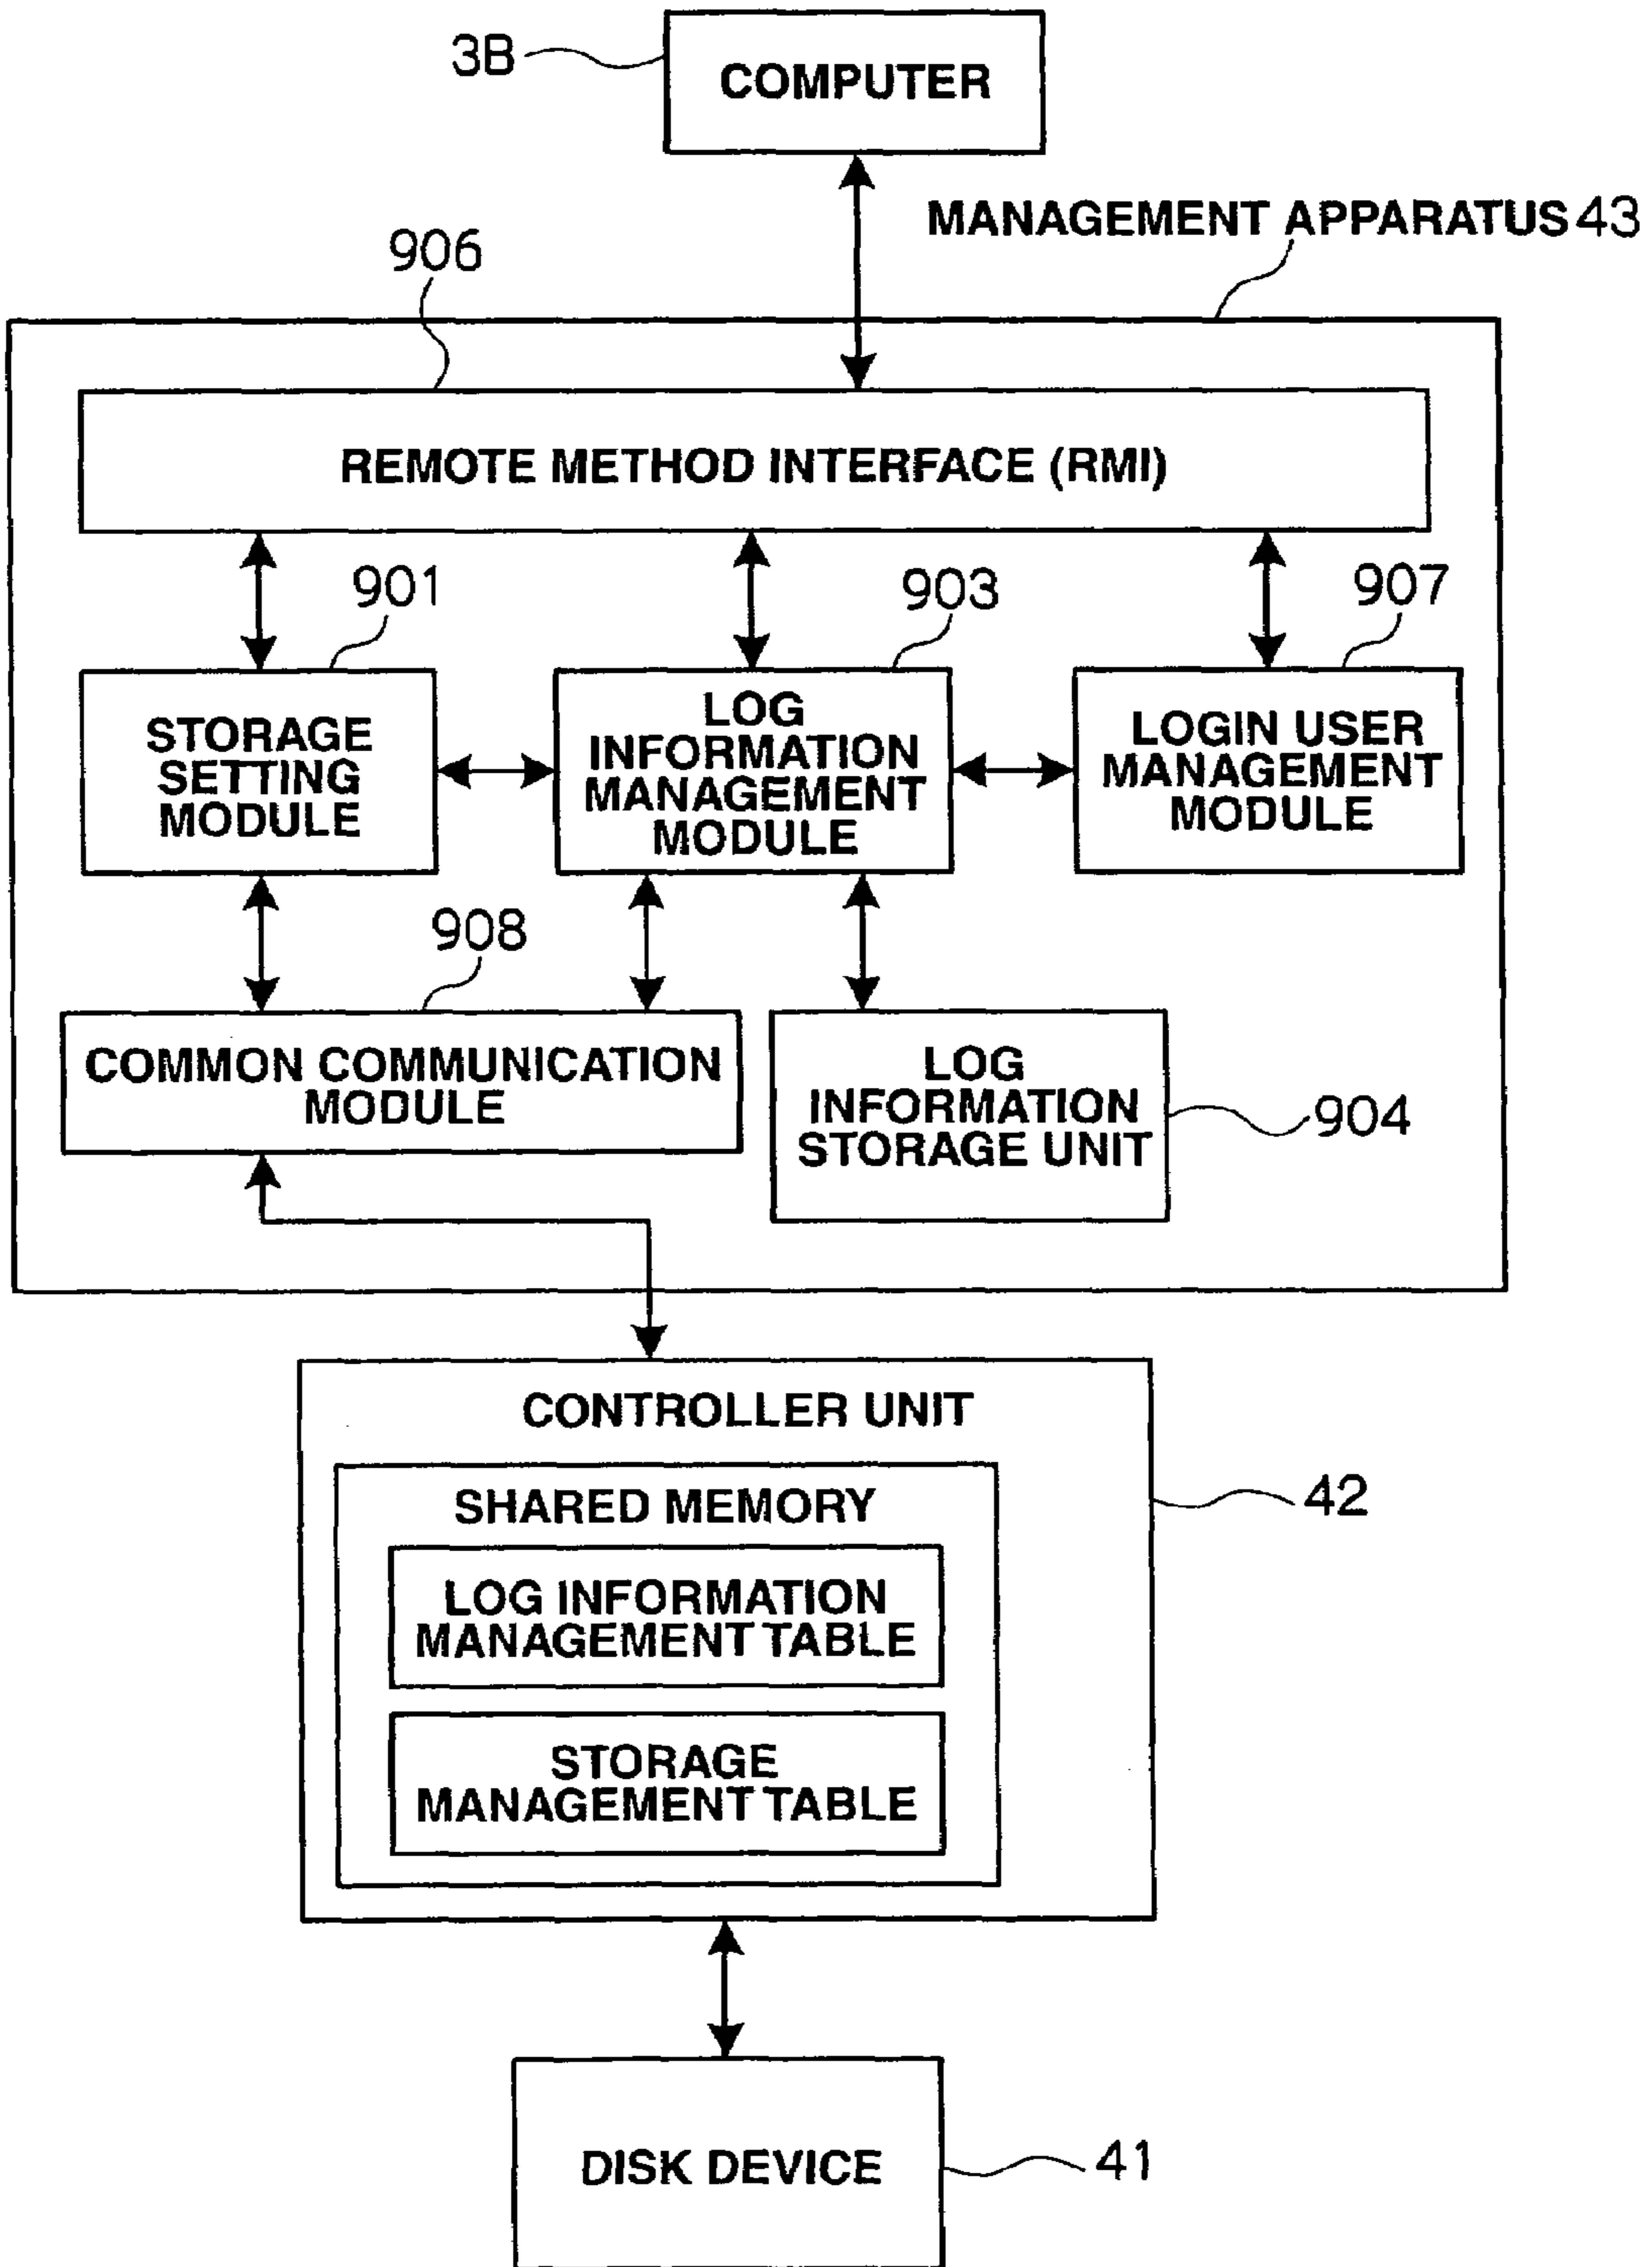 3B
COMPUTER
MANAGEMENT APPARATUS 43
906
REMOTE METHOD INTERFACE (RMI)
901
903
907
STORAGE
SETTING
MODULE
LOG
INFORMATION
MANAGEMENT
MODULE
LOGIN USER
MANAGEMENT
MODULE
908
COMMON COMMUNICATION
MODULE
LOG
INFORMATION
STORAGE UNIT
904
CONTROLLER UNIT
SHARED MEMORY
42
LOG INFORMATION
MANAGEMENT TABLE
STORAGE
MANAGEMENT TABLE
DISK DEVICE
41